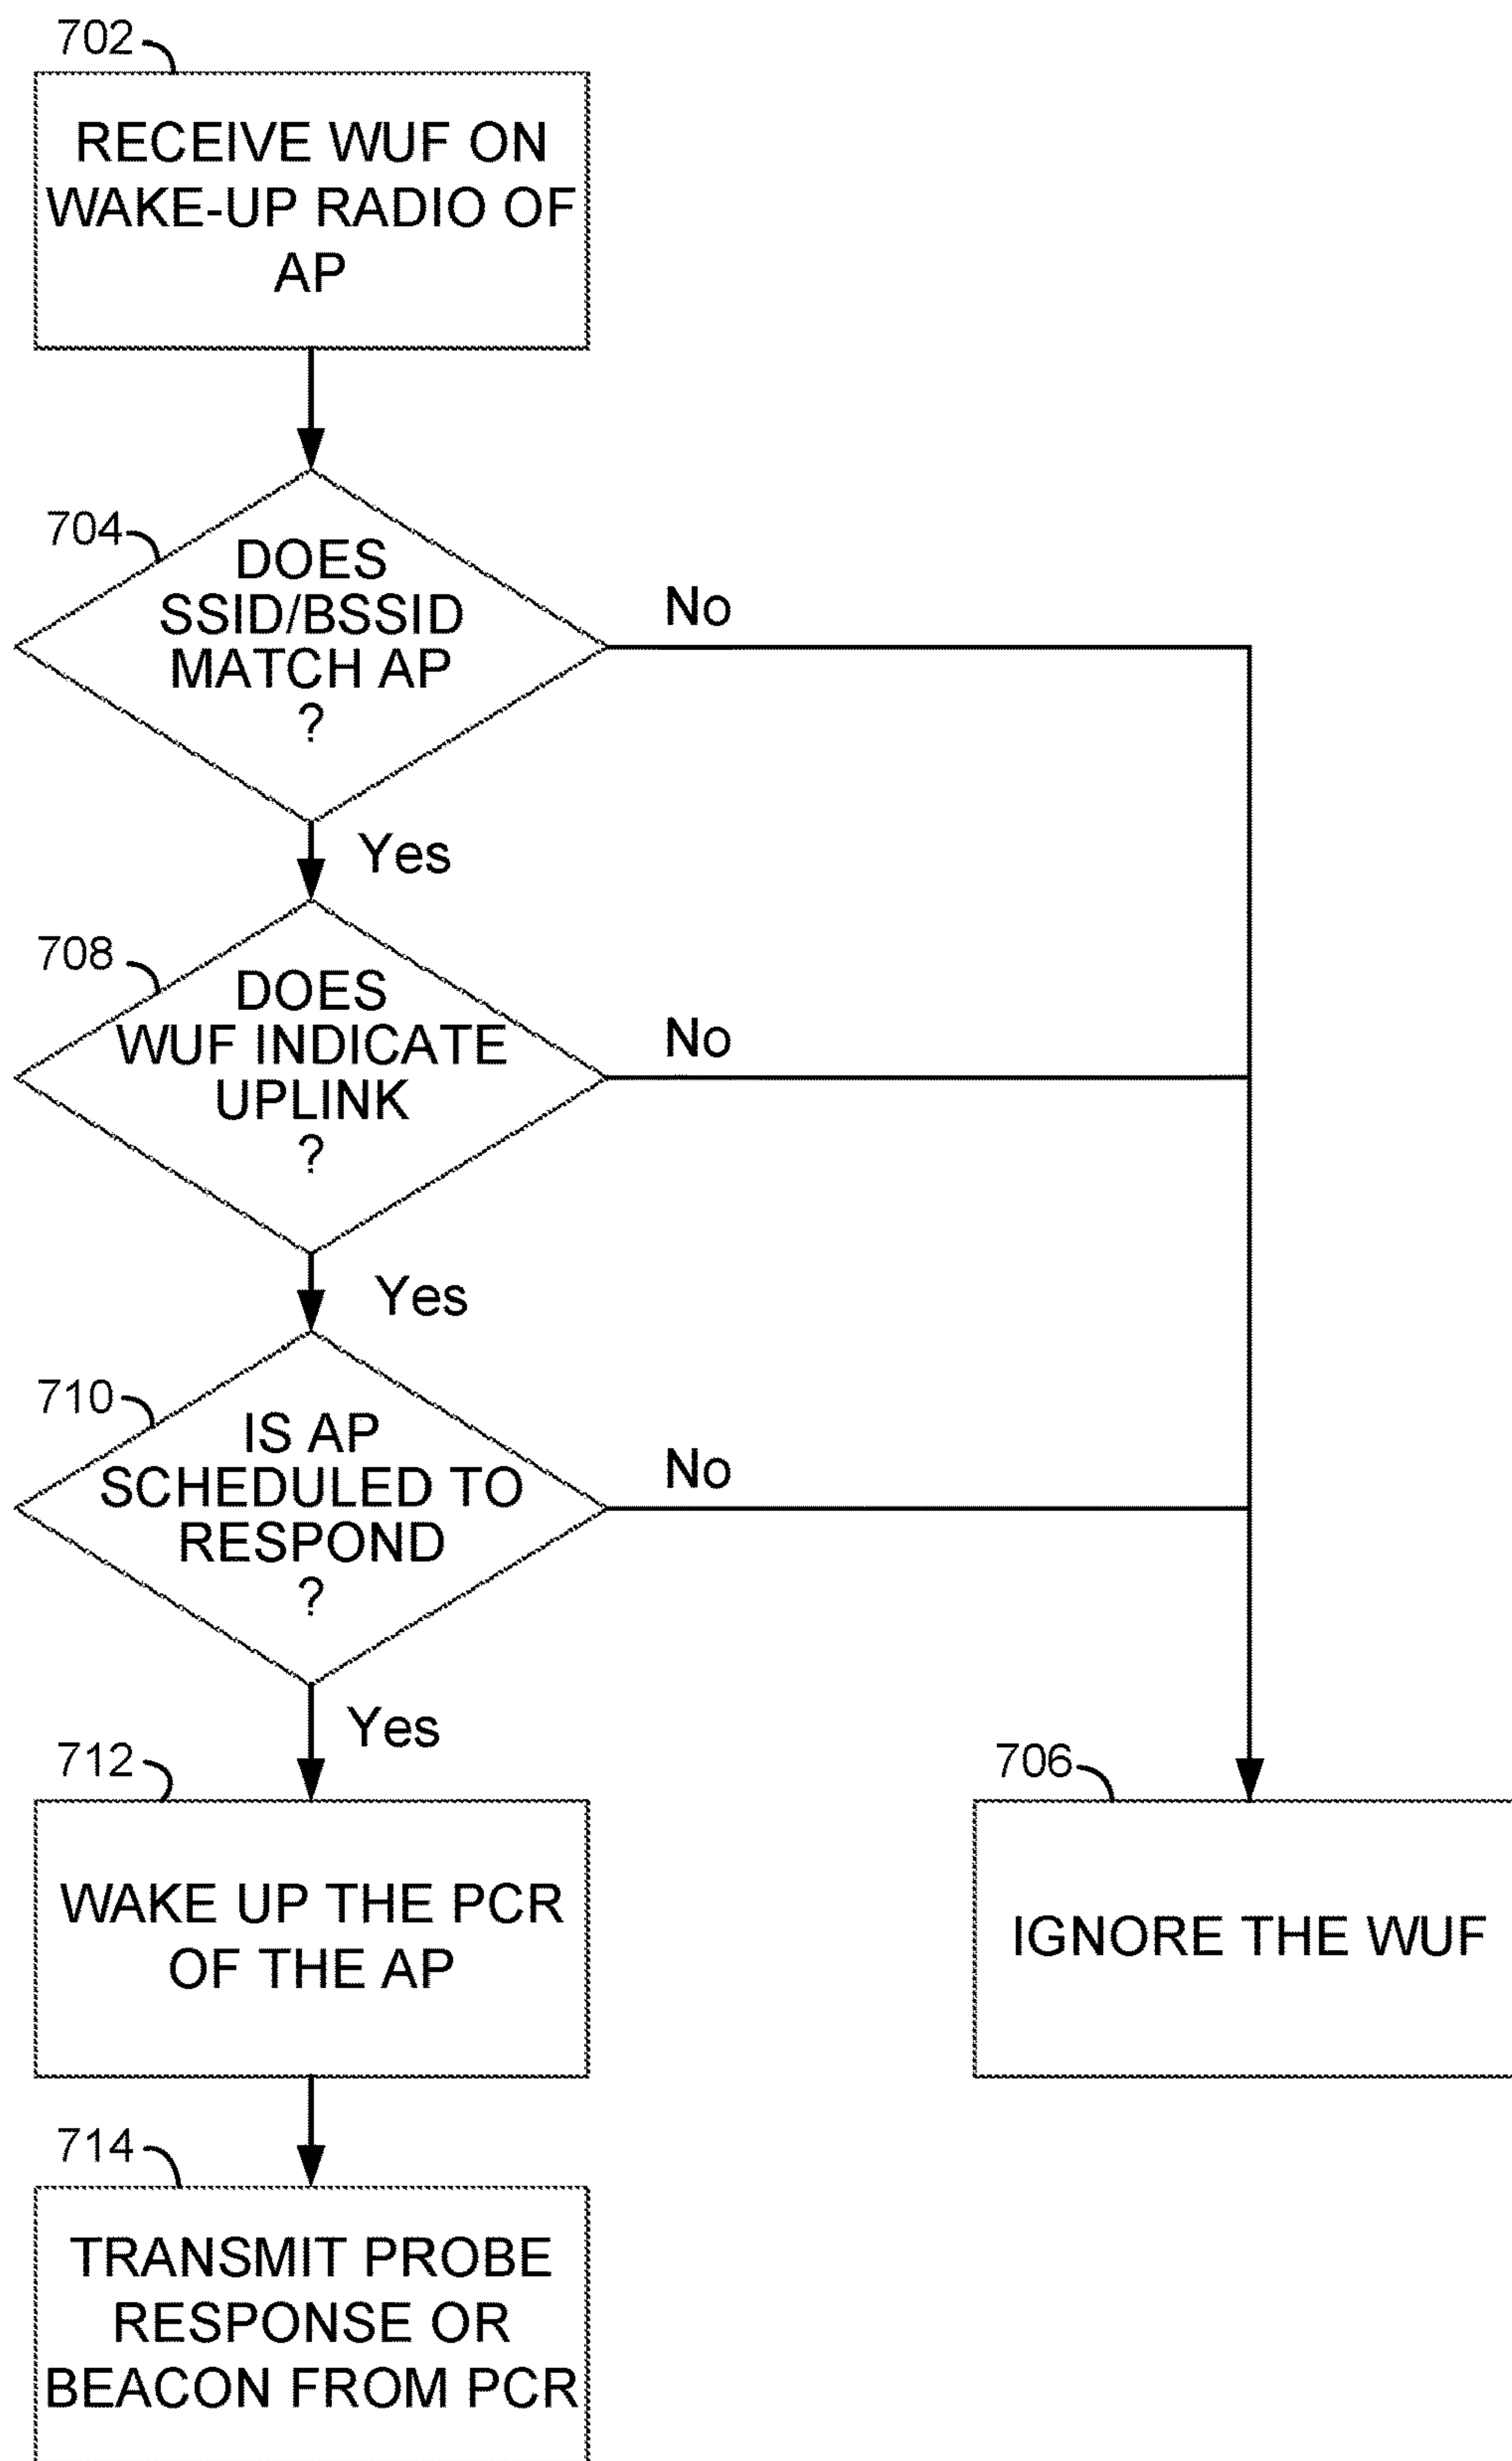 702
RECEIVE WUF ON
WAKE-UP RADIO OF
AP
704
DOES
SSID/BSSID
MATCH AP
?
No
Yes
708
DOES
WUF INDICATE
UPLINK
?
No
Yes
710
IS AP
SCHEDULED TO
RESPOND
?
No
Yes
712
WAKE UP THE PCR
OF THE AP
706
IGNORE THE WUF
714
TRANSMIT PROBE
RESPONSE OR
BEACON FROM PCR